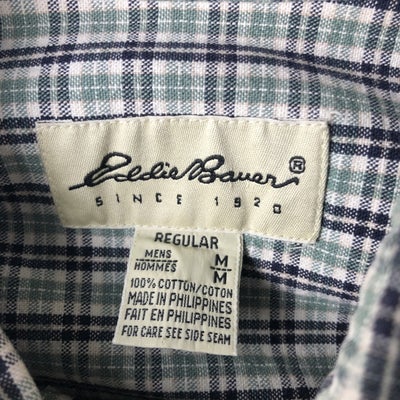 Eddie Bauer ®
SINCE 1920
REGULAR
MENS M
HOMMES M
100% COTTON/COTON
MADE IN PHILIPPINES
FAIT EN PHILIPPINES
FOR CARE SEE SIDE SEAM